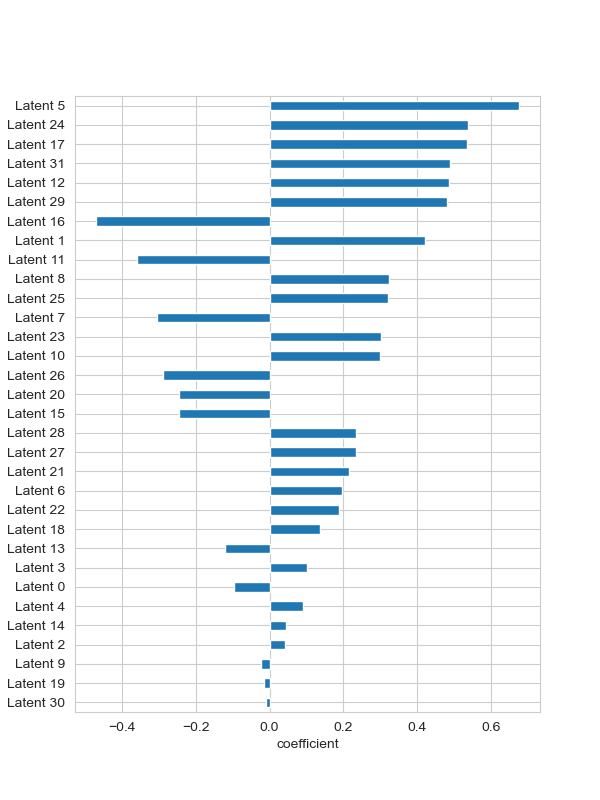 Latent 5
Latent 24
Latent 17
Latent 31
Latent 12
Latent 29
Latent 16
Latent 1
Latent 11
Latent 8
Latent 25
Latent 7
Latent 23
Latent 10
Latent 26
Latent 20
Latent 15
Latent 28
Latent 27
Latent 21
Latent 6
Latent 22
Latent 18
Latent 13
Latent 3
Latent 0
Latent 4
Latent 14
Latent 2
Latent 9
Latent 19
Latent 30
−0.4 −0.2 0.0 0.2 0.4 0.6
coefficient